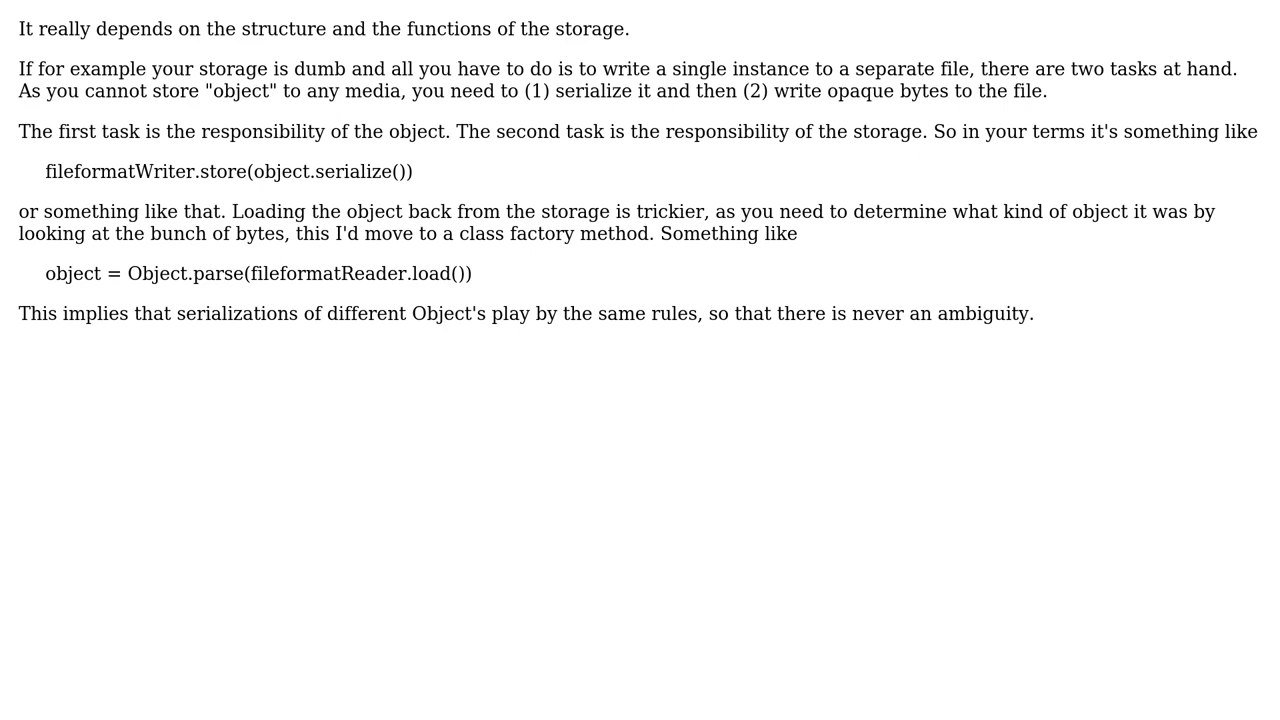 It really depends on the structure and the functions of the storage.
If for example your storage is dumb and all you have to do is to write a single instance to a separate file, there are two tasks at hand.
As you cannot store "object" to any media, you need to (1) serialize it and then (2) write opaque bytes to the file.
The first task is the responsibility of the object. The second task is the responsibility of the storage. So in your terms it's something like
fileformatWriter.store(object.serialize())
or something like that. Loading the object back from the storage is trickier, as you need to determine what kind of object it was by
looking at the bunch of bytes, this I'd move to a class factory method. Something like
object = Object.parse(fileformatReader.load())
This implies that serializations of different Object's play by the same rules, so that there is never an ambiguity.